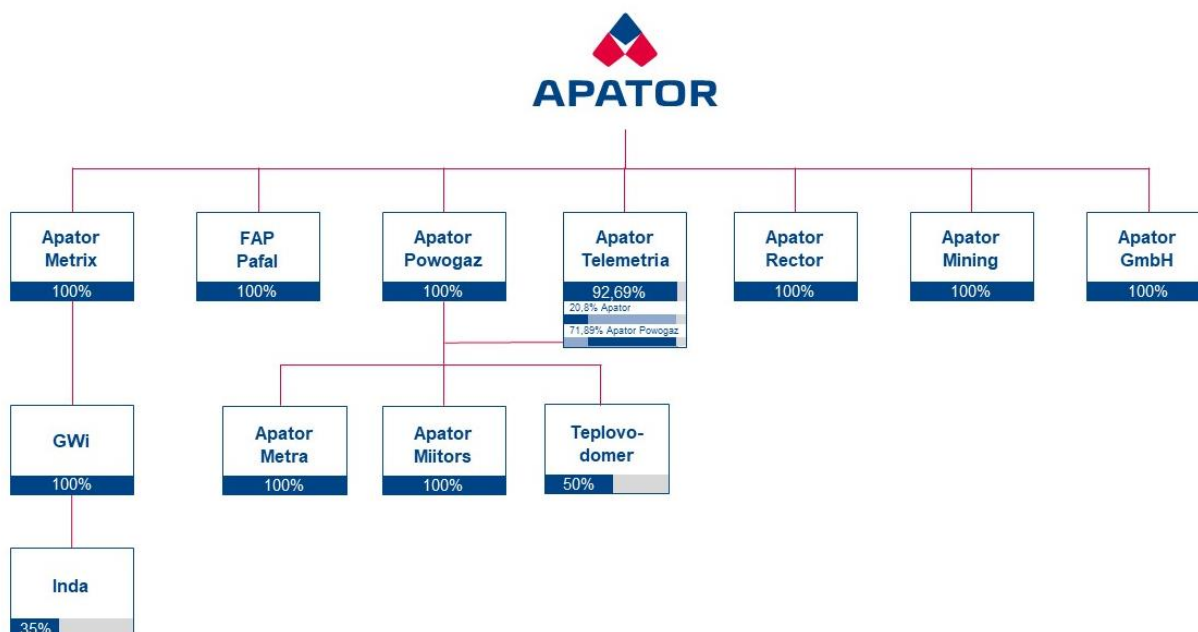 APATOR
Apator
Metrix
100%
FAP
Pafal
100%
Apator
Powogaz
100%
Apator
Telemetria
92,69%
20,8% Apator
71,89% Apator Powogaz
Apator
Rector
100%
Apator
Mining
100%
Apator
GmbH
100%
GWi
100%
Apator
Metra
100%
Apator
Miitors
100%
Teplovo-
domer
50%
Inda
35%